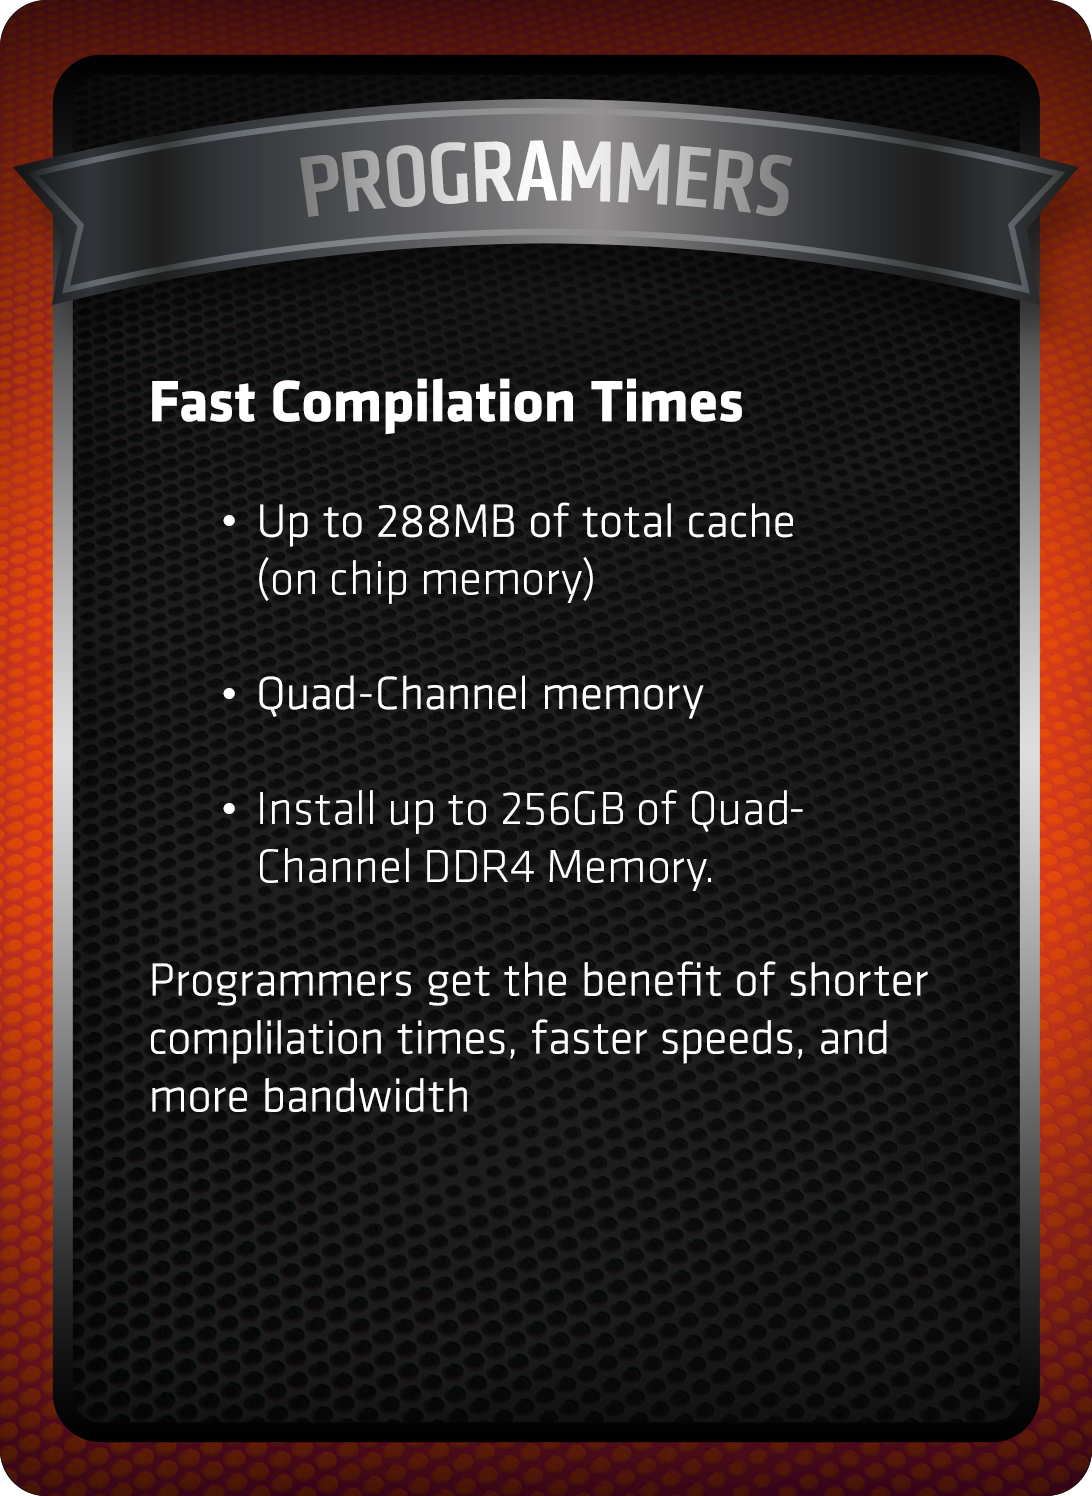 PROGRAMMERS
Fast Compilation Times
• Up to 288MB of total cache
(on chip memory)
• Quad-Channel memory
• Install up to 256GB of Quad-
Channel DDR4 Memory.
Programmers get the benefit of shorter
complilation times, faster speeds, and
more bandwidth